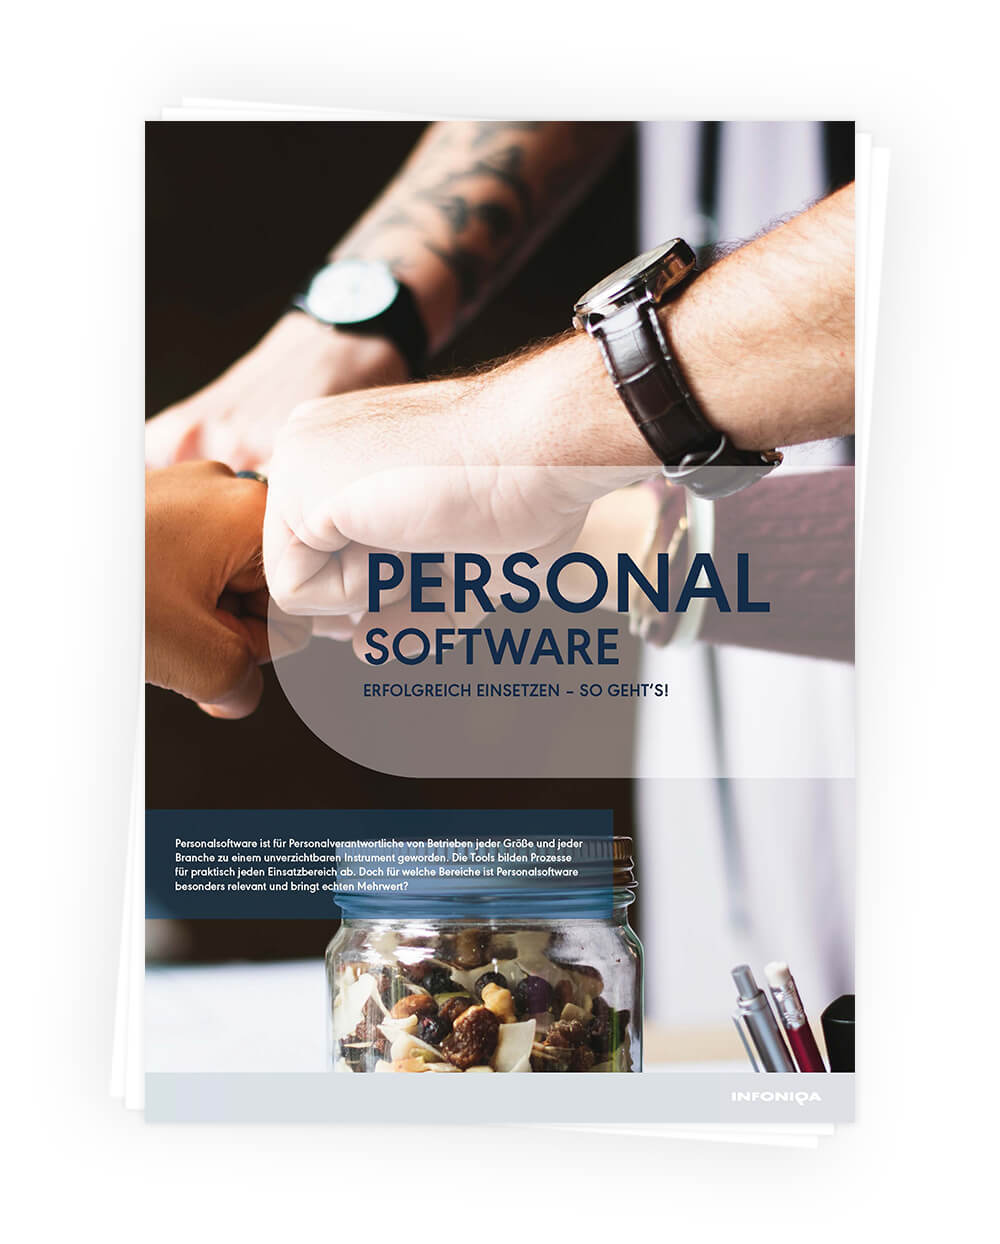 PERSONAL
SOFTWARE
ERFOLGREICH EINSETZEN – SO GEHT’S!
Personalsoftware ist für Personalverantwortliche von Betrieben jeder Größe und jeder
Branche zu einem unverzichtbaren Instrument geworden. Die Tools bilden Prozesse
für praktisch jeden Einsatzbereich ab. Doch für welche Bereiche ist Personalsoftware
besonders relevant und bringt echten Mehrwert?
INFONIQA